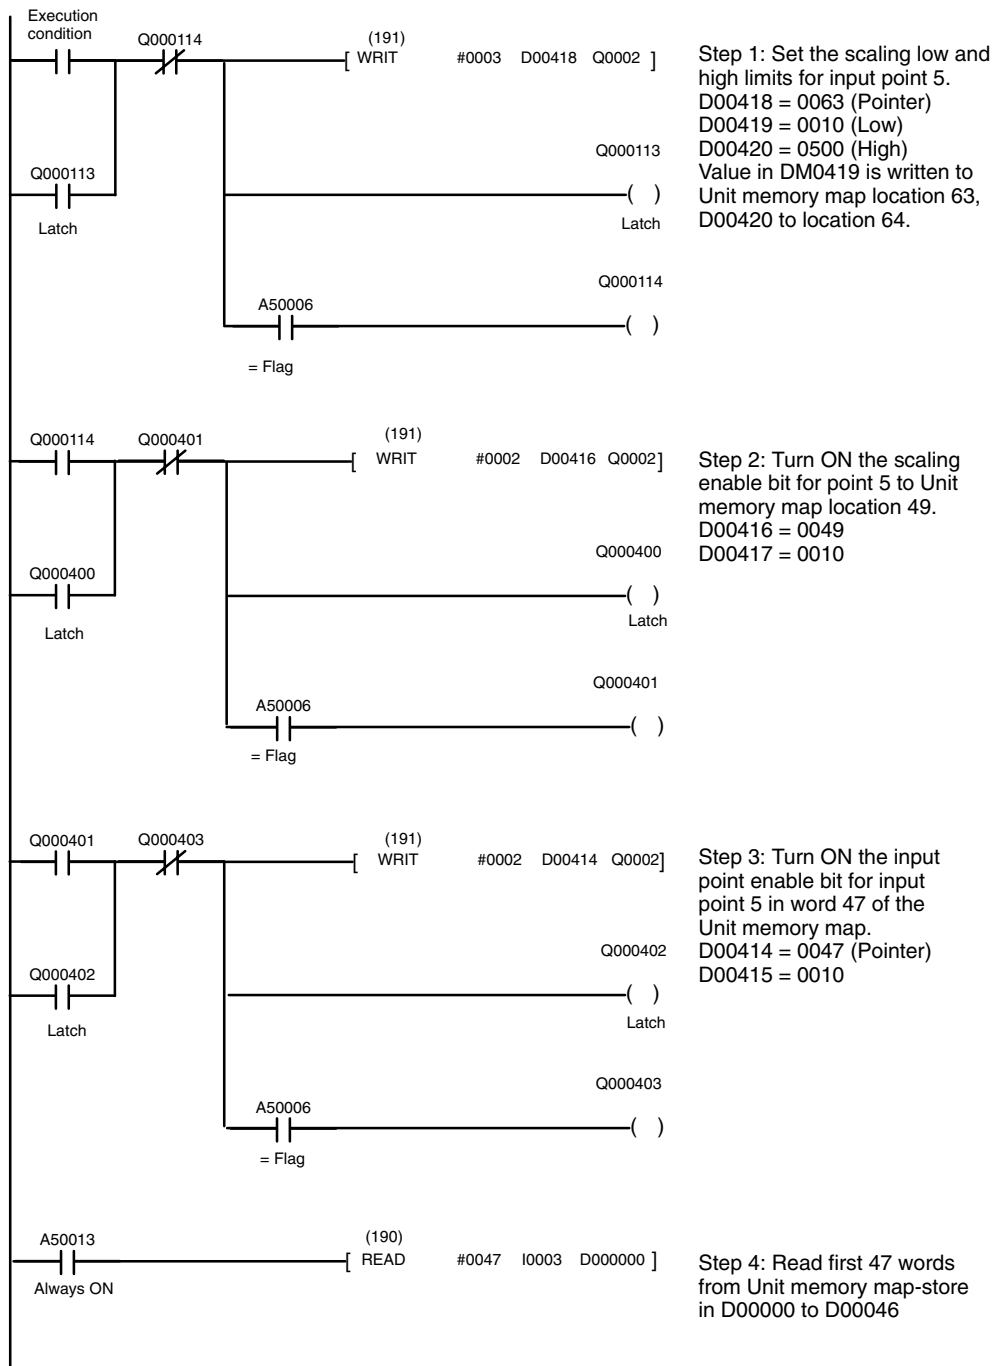 Execution
condition
Q000114
(191)
[ WRIT #0003 D00418 Q0002 ]
Step 1: Set the scaling low and
high limits for input point 5.
D00418 = 0063 (Pointer)
D00419 = 0010 (Low)
D00420 = 0500 (High)
Value in DM0419 is written to
Unit memory map location 63,
D00420 to location 64.
Q000113
Q000113
( )
Latch
Latch
Q000114
A50006
( )
= Flag
Q000114
Q000401
(191)
[ WRIT #0002 D00416 Q0002]
Step 2: Turn ON the scaling
enable bit for point 5 to Unit
memory map location 49.
D00416 = 0049
D00417 = 0010
Q000400
Q000400
( )
Latch
Latch
Q000401
A50006
( )
= Flag
Q000401
Q000403
(191)
[ WRIT #0002 D00414 Q0002]
Step 3: Turn ON the input
point enable bit for input
point 5 in word 47 of the
Unit memory map.
D00414 = 0047 (Pointer)
D00415 = 0010
Q000402
Q000402
( )
Latch
Latch
Q000403
A50006
( )
= Flag
A50013
Always ON
(190)
[ READ #0047 I0003 D000000 ]
Step 4: Read first 47 words
from Unit memory map-store
in D00000 to D00046